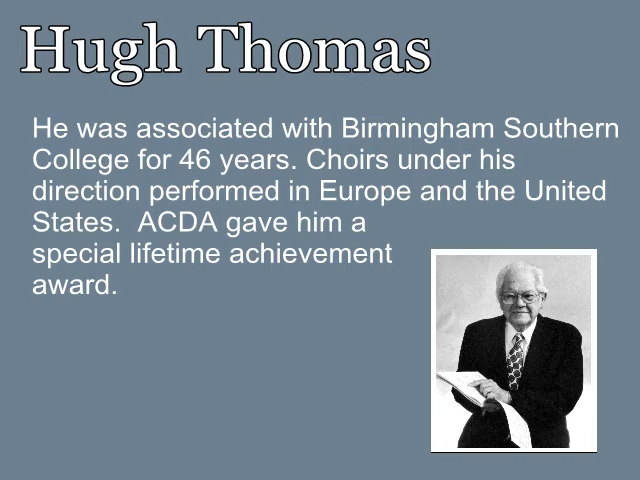 Hugh Thomas
He was associated with Birmingham Southern
College for 46 years. Choirs under his
direction performed in Europe and the United
States.  ACDA gave him a
special lifetime achievement
award.